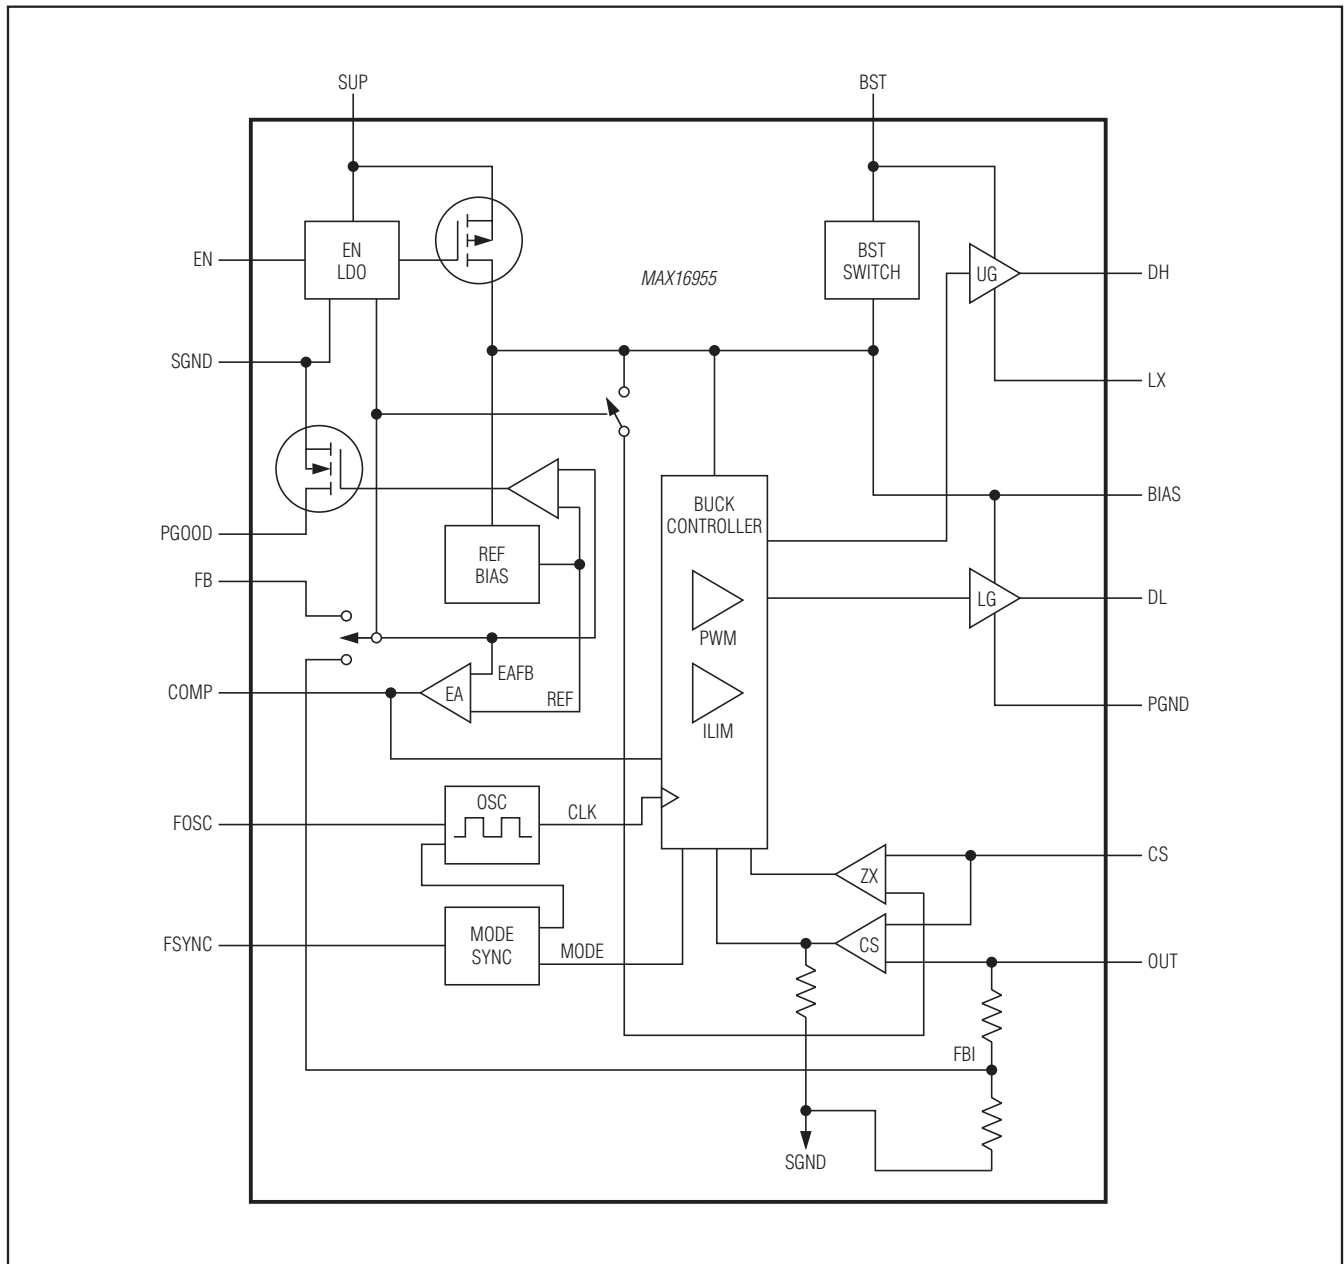 SUP
BST
EN
LDO
EN
MAX16955
BST
SWITCH
UG
DH
SGND
LX
BUCK
CONTROLLER
BIAS
PGOOD
REF
BIAS
FB
PWM
LG
DL
EAFB
COMP
EA
REF
ILIM
PGND
OSC
CLK
FOSC
CS
ZX
MODE
SYNC
FSYNC
MODE
CS
OUT
FBI
SGND